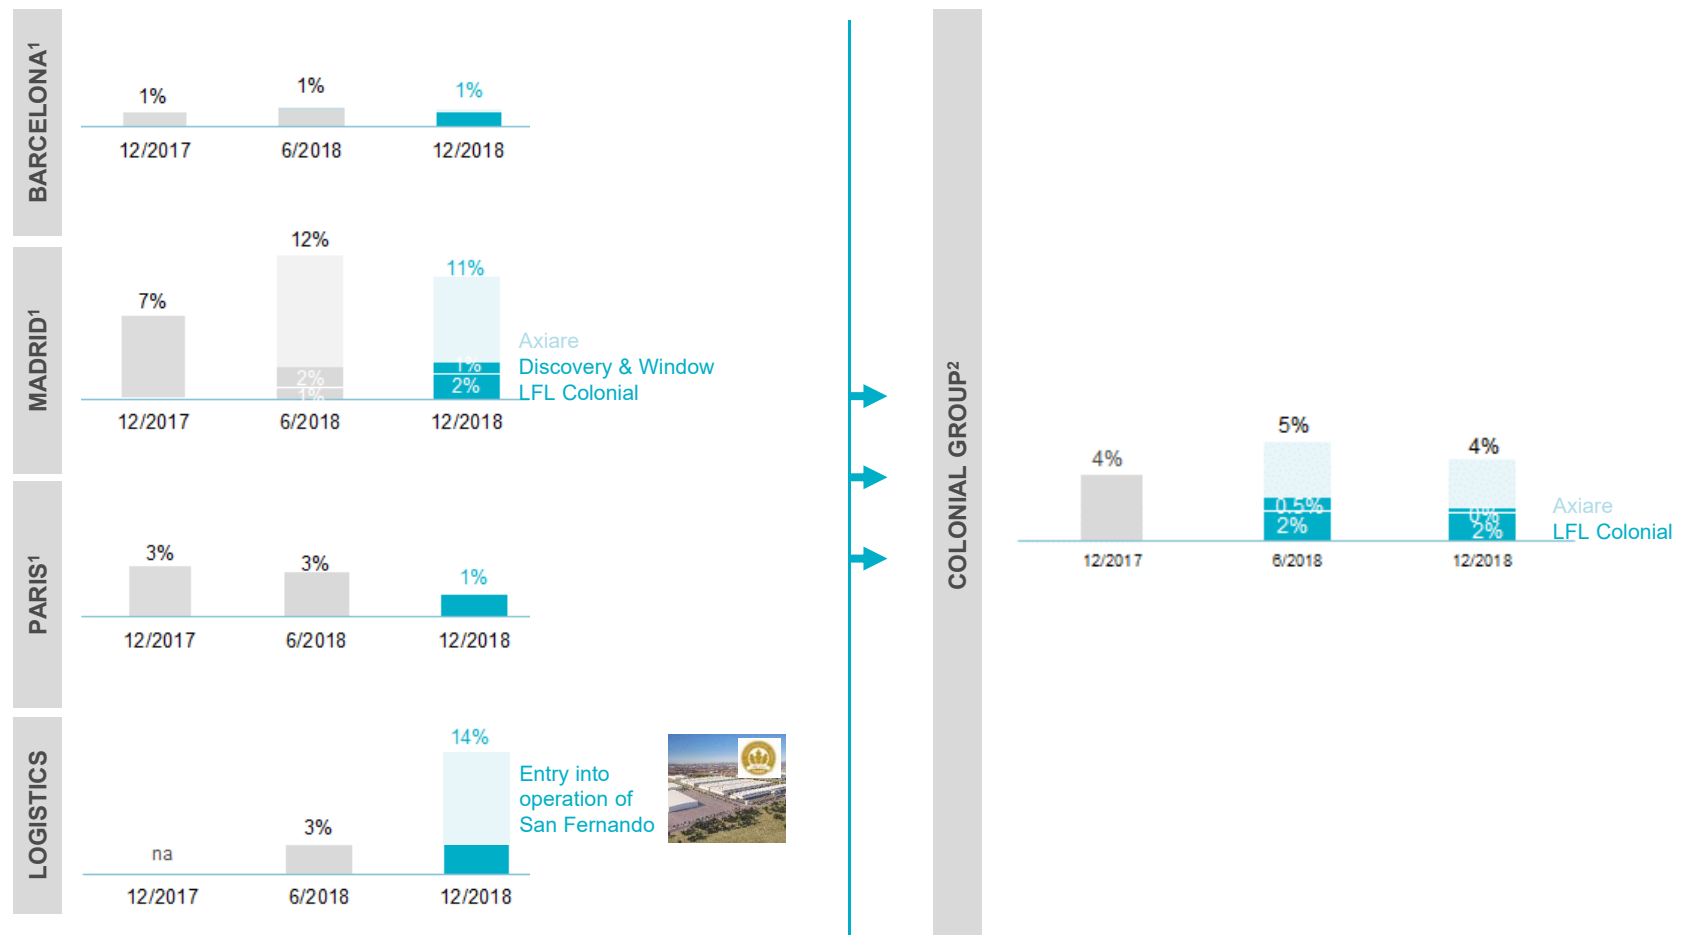 BARCELONA¹
1%
1%
1%
12/2017
6/2018
12/2018
MADRID¹
7%
12%
11%
2%
1%
1%
2%
Axiare
Discovery & Window
LFL Colonial
12/2017
6/2018
12/2018
PARIS¹
3%
3%
1%
12/2017
6/2018
12/2018
LOGISTICS
na
3%
14%
Entry into
operation of
San Fernando
12/2017
6/2018
12/2018
COLONIAL GROUP²
4%
5%
4%
0.5%
2%
0%
2%
Axiare
LFL Colonial
12/2017
6/2018
12/2018